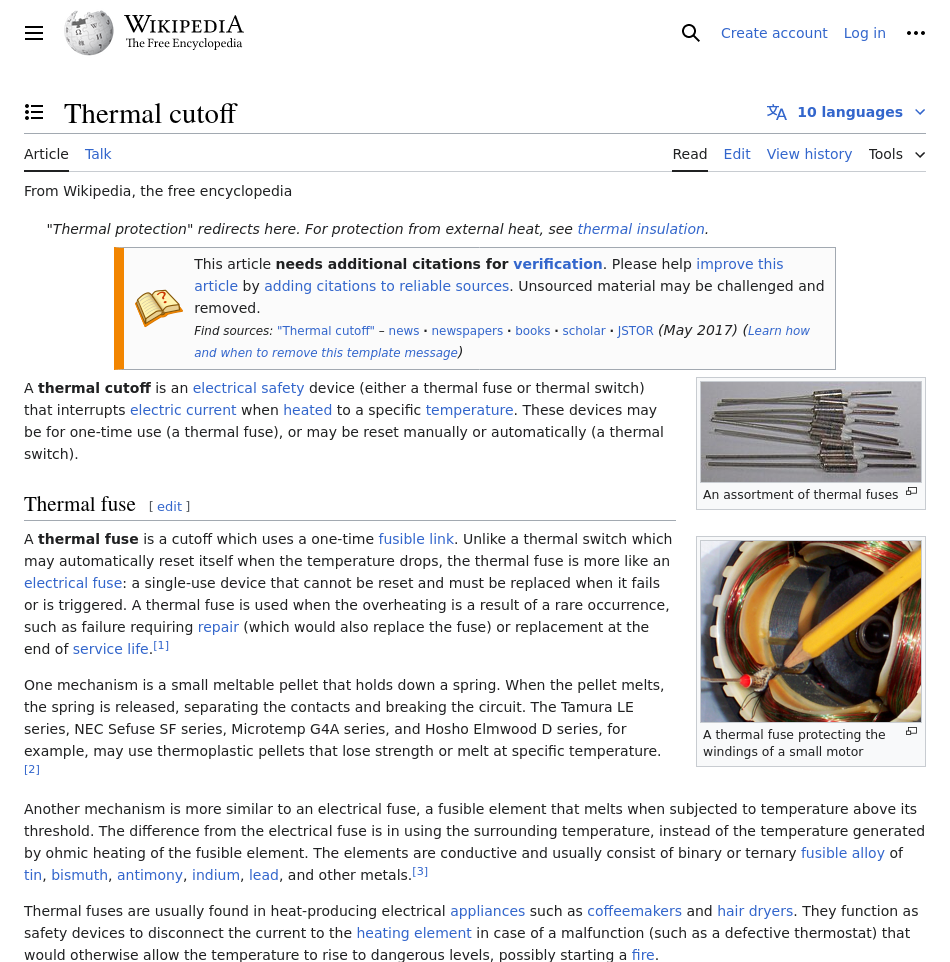 WIKIPEDIA
The Free Encyclopedia
Create account Log in
Thermal cutoff
10 languages
Article Talk Read Edit View history Tools
From Wikipedia, the free encyclopedia
"Thermal protection" redirects here. For protection from external heat, see thermal insulation.
This article needs additional citations for verification. Please help improve this
article by adding citations to reliable sources. Unsourced material may be challenged and
removed.
Find sources: "Thermal cutoff" – news · newspapers · books · scholar · JSTOR (May 2017) (Learn how
and when to remove this template message)
A thermal cutoff is an electrical safety device (either a thermal fuse or thermal switch)
that interrupts electric current when heated to a specific temperature. These devices may
be for one-time use (a thermal fuse), or may be reset manually or automatically (a thermal
switch).
An assortment of thermal fuses
Thermal fuse [ edit ]
A thermal fuse is a cutoff which uses a one-time fusible link. Unlike a thermal switch which
may automatically reset itself when the temperature drops, the thermal fuse is more like an
electrical fuse: a single-use device that cannot be reset and must be replaced when it fails
or is triggered. A thermal fuse is used when the overheating is a result of a rare occurrence,
such as failure requiring repair (which would also replace the fuse) or replacement at the
end of service life.[1]
A thermal fuse protecting the
windings of a small motor
One mechanism is a small meltable pellet that holds down a spring. When the pellet melts,
the spring is released, separating the contacts and breaking the circuit. The Tamura LE
series, NEC Sefuse SF series, Microtemp G4A series, and Hosho Elmwood D series, for
example, may use thermoplastic pellets that lose strength or melt at specific temperature.
[2]
Another mechanism is more similar to an electrical fuse, a fusible element that melts when subjected to temperature above its
threshold. The difference from the electrical fuse is in using the surrounding temperature, instead of the temperature generated
by ohmic heating of the fusible element. The elements are conductive and usually consist of binary or ternary fusible alloy of
tin, bismuth, antimony, indium, lead, and other metals.[3]
Thermal fuses are usually found in heat-producing electrical appliances such as coffeemakers and hair dryers. They function as
safety devices to disconnect the current to the heating element in case of a malfunction (such as a defective thermostat) that
would otherwise allow the temperature to rise to dangerous levels, possibly starting a fire.